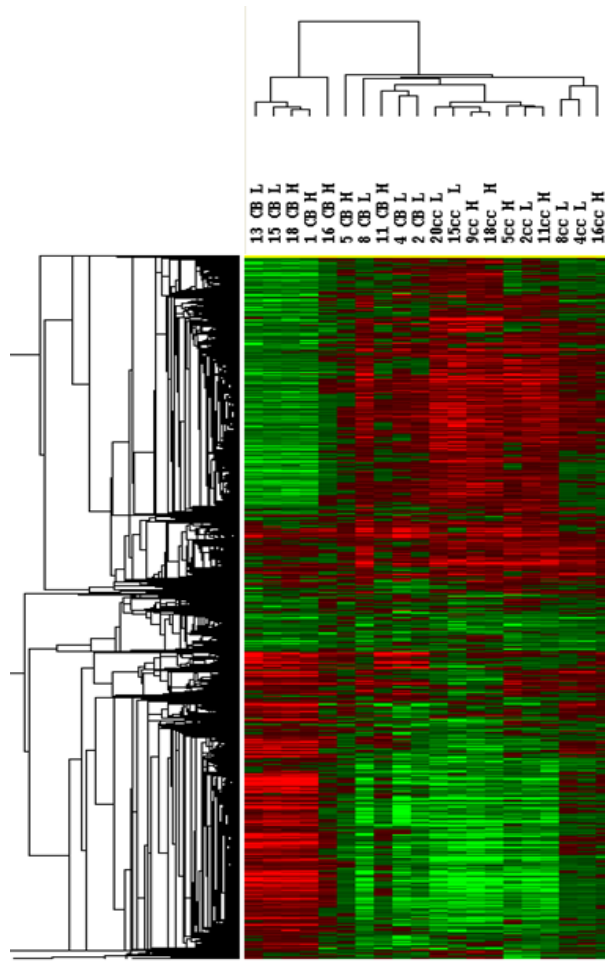 13 CB L
15 CB L
18 CB H
1 CB H
16 CB H
5 CB H
8 CB L
11 CB H
4 CB L
2 CB L
20cc L
15cc L
9cc H
18cc H
5cc H
2cc L
11cc H
8cc L
4cc L
16cc H